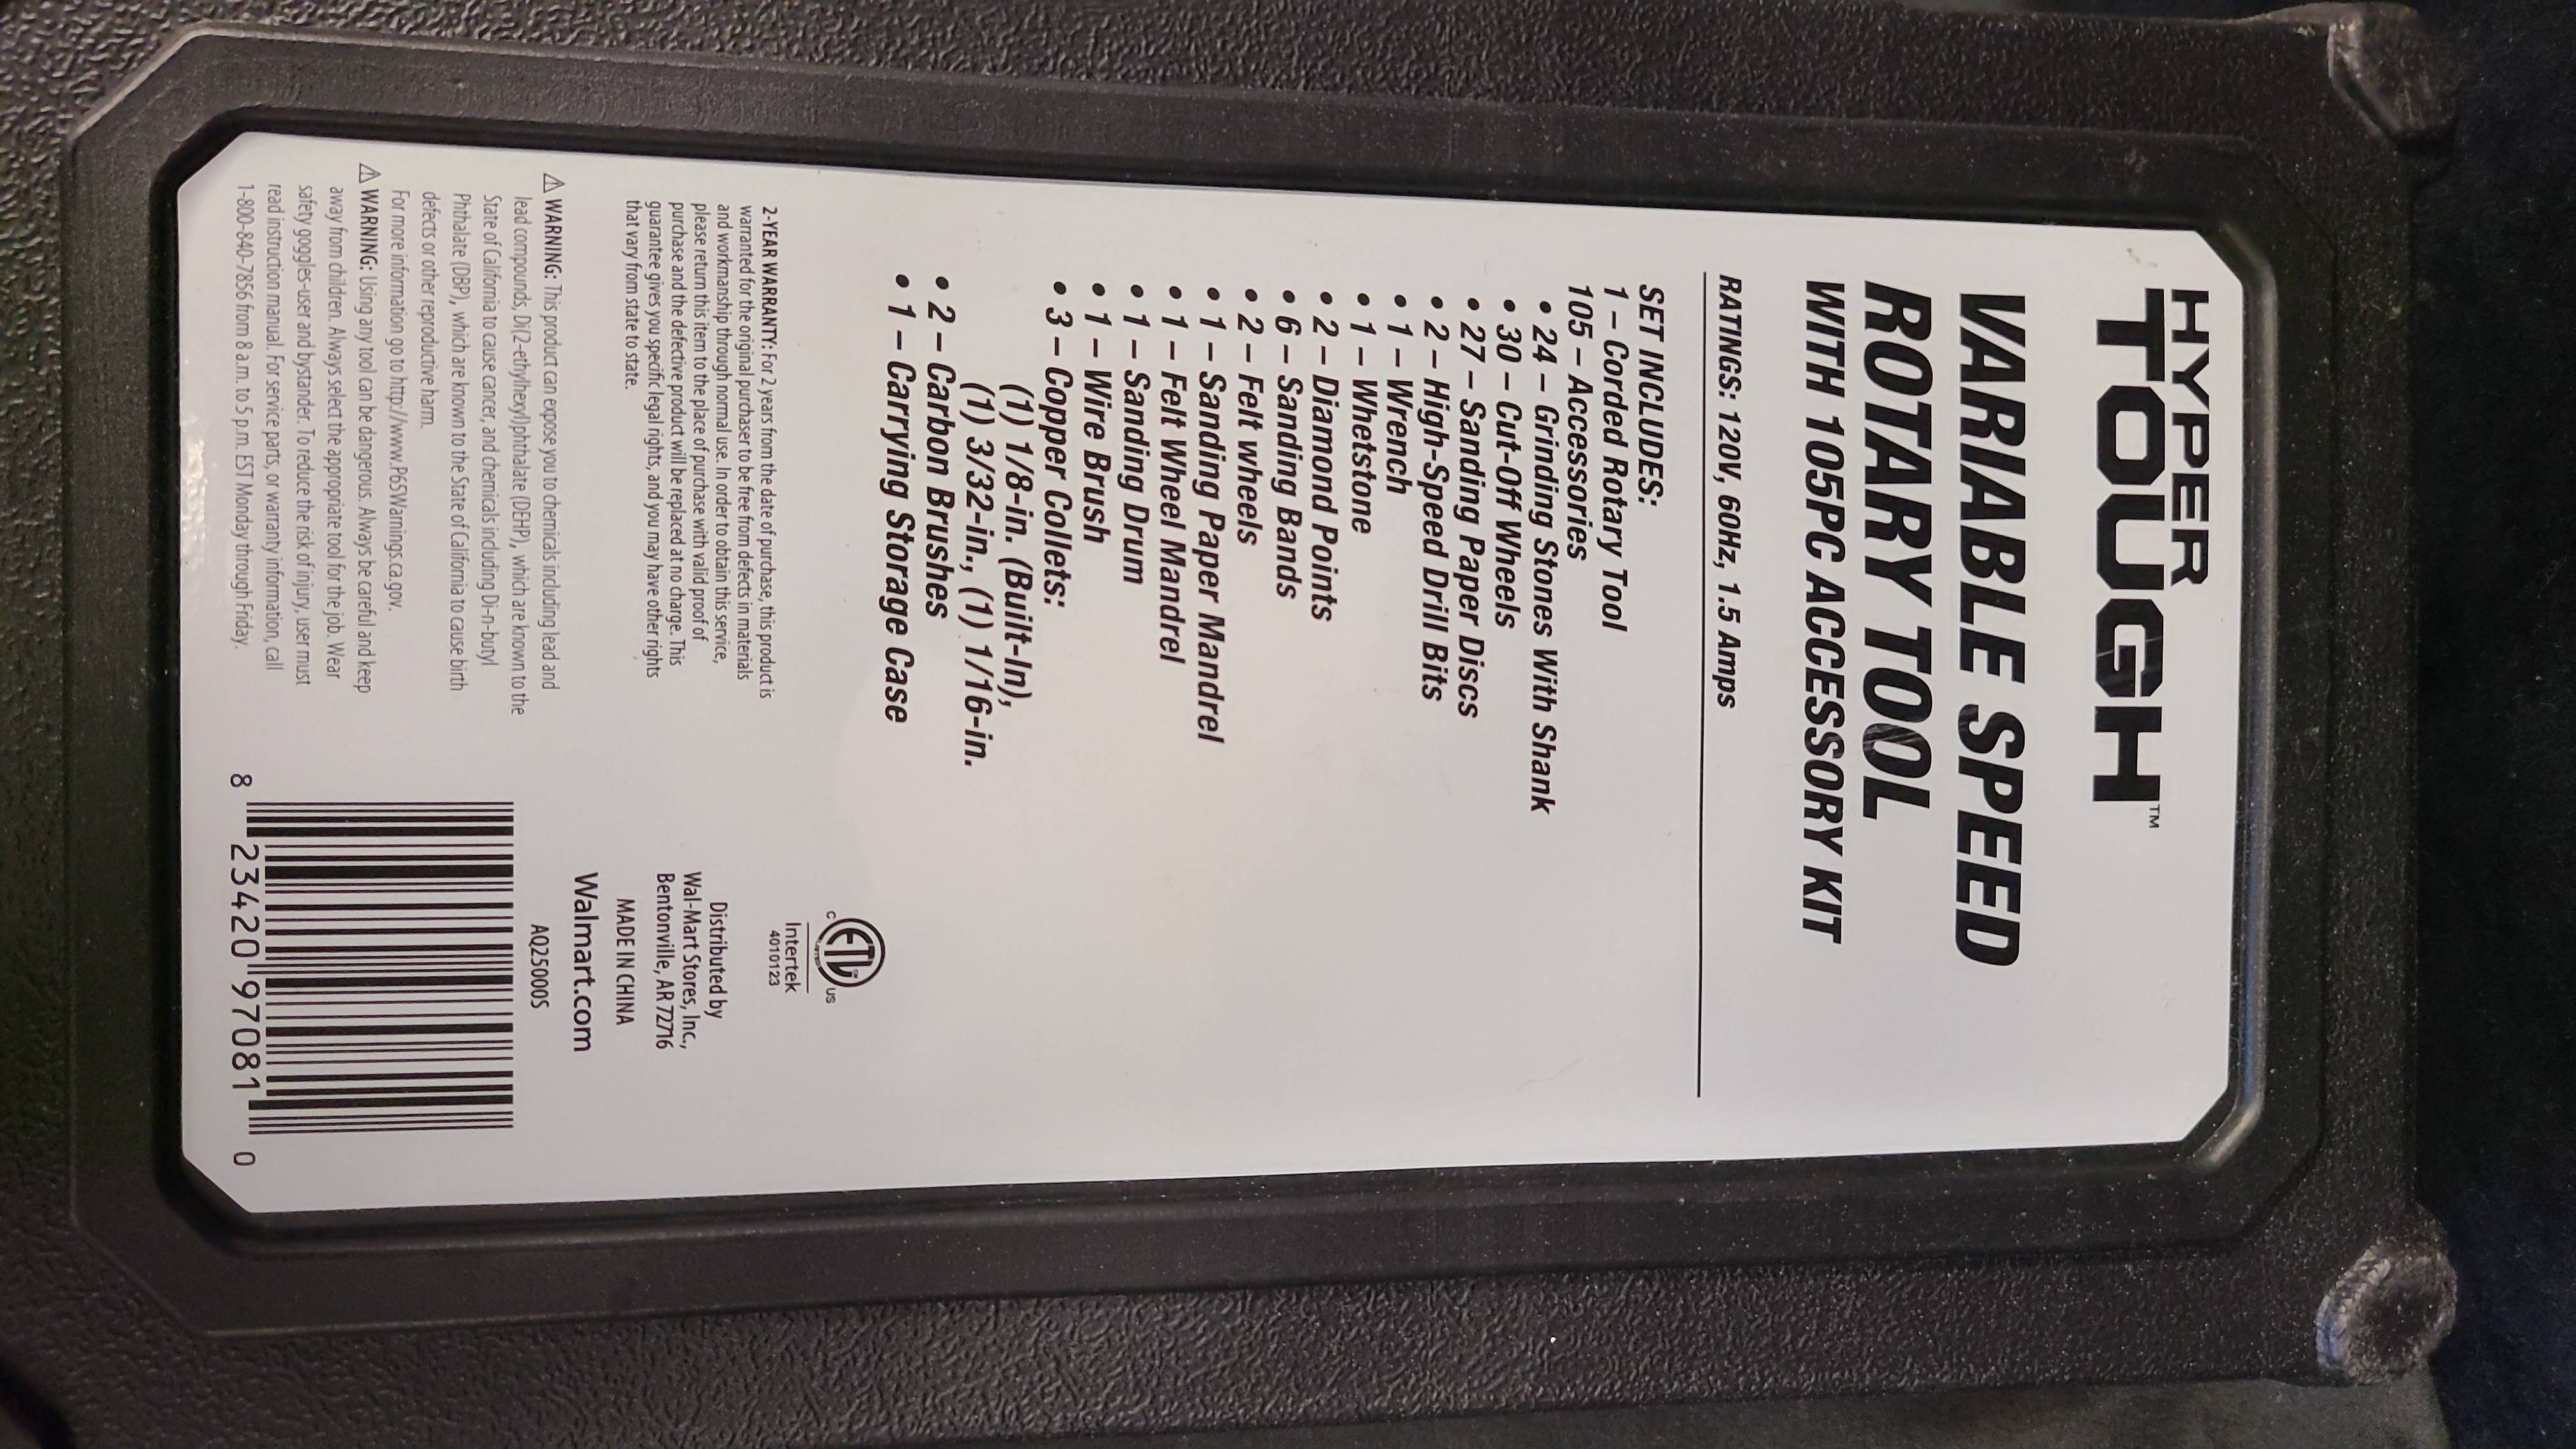 HYPER
TOUGH™
VARIABLE SPEED
ROTARY TOOL
WITH 105PC ACCESSORY KIT
RATINGS: 120V, 60Hz, 1.5 Amps
SET INCLUDES:
1 – Corded Rotary Tool
105 – Accessories
• 24 – Grinding Stones With Shank
• 30 – Cut-Off Wheels
• 27 – Sanding Paper Discs
• 2 – High-Speed Drill Bits
• 1 – Wrench
• 1 – Whetstone
• 2 – Diamond Points
• 6 – Sanding Bands
• 2 – Felt wheels
• 1 – Sanding Paper Mandrel
• 1 – Felt Wheel Mandrel
• 1 – Sanding Drum
• 1 – Wire Brush
• 3 – Copper Collets:
(1) 1/8-in. (Built-In),
(1) 3/32-in., (1) 1/16-in.
• 2 – Carbon Brushes
• 1 – Carrying Storage Case
2-YEAR WARRANTY: For 2 years from the date of purchase, this product is
warranted for the original purchaser to be free from defects in materials
and workmanship through normal use. In order to obtain this service,
please return this item to the place of purchase with valid proof of
purchase and the defective product will be replaced at no charge. This
guarantee gives you specific legal rights, and you may have other rights
that vary from state to state.
⚠ WARNING: This product can expose you to chemicals including lead and
lead compounds, Di(2-ethylhexyl)phthalate (DEHP), which are known to the
State of California to cause cancer, and chemicals including Di-n-butyl
Phthalate (DBP), which are known to the State of California to cause birth
defects or other reproductive harm.
For more information go to http://www.P65Warnings.ca.gov.
⚠ WARNING: Using any tool can be dangerous. Always be careful and keep
away from children. Always select the appropriate tool for the job. Wear
safety goggles-user and bystander. To reduce the risk of injury, user must
read instruction manual. For service parts, or warranty information, call
1-800-840-7856 from 8 a.m. to 5 p.m. EST Monday through Friday.
C ETL US
LISTED
Intertek
4010123
Distributed by
Wal-Mart Stores, Inc.,
Bentonville, AR 72716
MADE IN CHINA
Walmart.com
AQ25000S
8 23420 97081 0